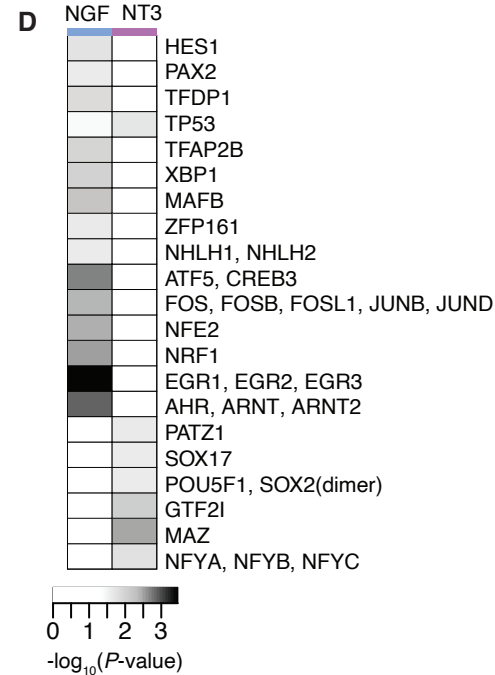 D
NGF NT3
HES1
PAX2
TFDP1
TP53
TFAP2B
XBP1
MAFB
ZFP161
NHLH1, NHLH2
ATF5, CREB3
FOS, FOSB, FOSL1, JUNB, JUND
NFE2
NRF1
EGR1, EGR2, EGR3
AHR, ARNT, ARNT2
PATZ1
SOX17
POU5F1, SOX2(dimer)
GTF2I
MAZ
NFYA, NFYB, NFYC
0 1 2 3
-log₁₀(P-value)